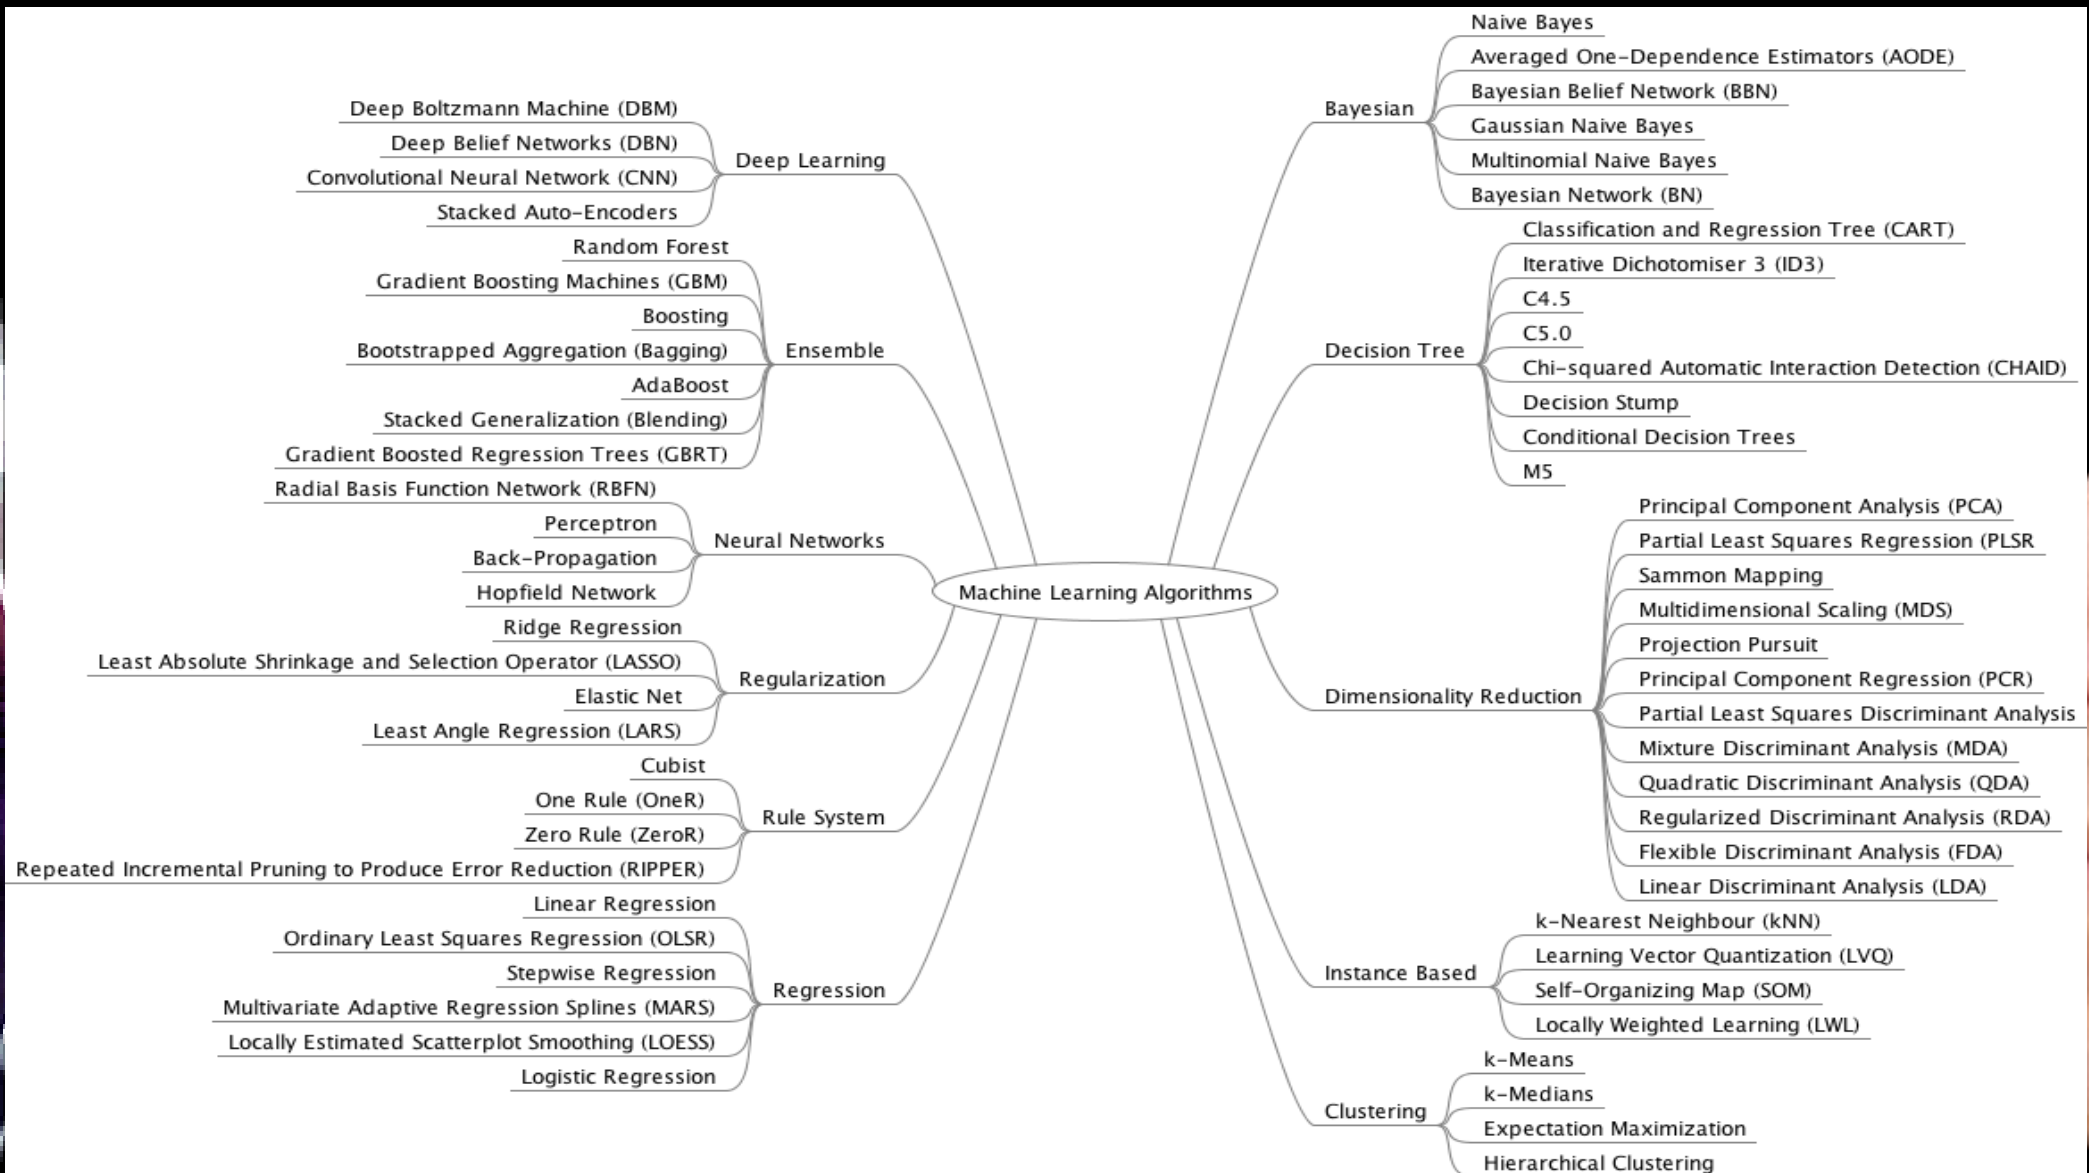 Machine Learning Algorithms
Deep Learning
Deep Boltzmann Machine (DBM)
Deep Belief Networks (DBN)
Convolutional Neural Network (CNN)
Stacked Auto-Encoders
Ensemble
Random Forest
Gradient Boosting Machines (GBM)
Boosting
Bootstrapped Aggregation (Bagging)
AdaBoost
Stacked Generalization (Blending)
Gradient Boosted Regression Trees (GBRT)
Neural Networks
Radial Basis Function Network (RBFN)
Perceptron
Back-Propagation
Hopfield Network
Regularization
Ridge Regression
Least Absolute Shrinkage and Selection Operator (LASSO)
Elastic Net
Least Angle Regression (LARS)
Rule System
Cubist
One Rule (OneR)
Zero Rule (ZeroR)
Repeated Incremental Pruning to Produce Error Reduction (RIPPER)
Regression
Linear Regression
Ordinary Least Squares Regression (OLSR)
Stepwise Regression
Multivariate Adaptive Regression Splines (MARS)
Locally Estimated Scatterplot Smoothing (LOESS)
Logistic Regression
Bayesian
Naive Bayes
Averaged One-Dependence Estimators (AODE)
Bayesian Belief Network (BBN)
Gaussian Naive Bayes
Multinomial Naive Bayes
Bayesian Network (BN)
Decision Tree
Classification and Regression Tree (CART)
Iterative Dichotomiser 3 (ID3)
C4.5
C5.0
Chi-squared Automatic Interaction Detection (CHAID)
Decision Stump
Conditional Decision Trees
M5
Dimensionality Reduction
Principal Component Analysis (PCA)
Partial Least Squares Regression (PLSR
Sammon Mapping
Multidimensional Scaling (MDS)
Projection Pursuit
Principal Component Regression (PCR)
Partial Least Squares Discriminant Analysis
Mixture Discriminant Analysis (MDA)
Quadratic Discriminant Analysis (QDA)
Regularized Discriminant Analysis (RDA)
Flexible Discriminant Analysis (FDA)
Linear Discriminant Analysis (LDA)
Instance Based
k-Nearest Neighbour (kNN)
Learning Vector Quantization (LVQ)
Self-Organizing Map (SOM)
Locally Weighted Learning (LWL)
Clustering
k-Means
k-Medians
Expectation Maximization
Hierarchical Clustering